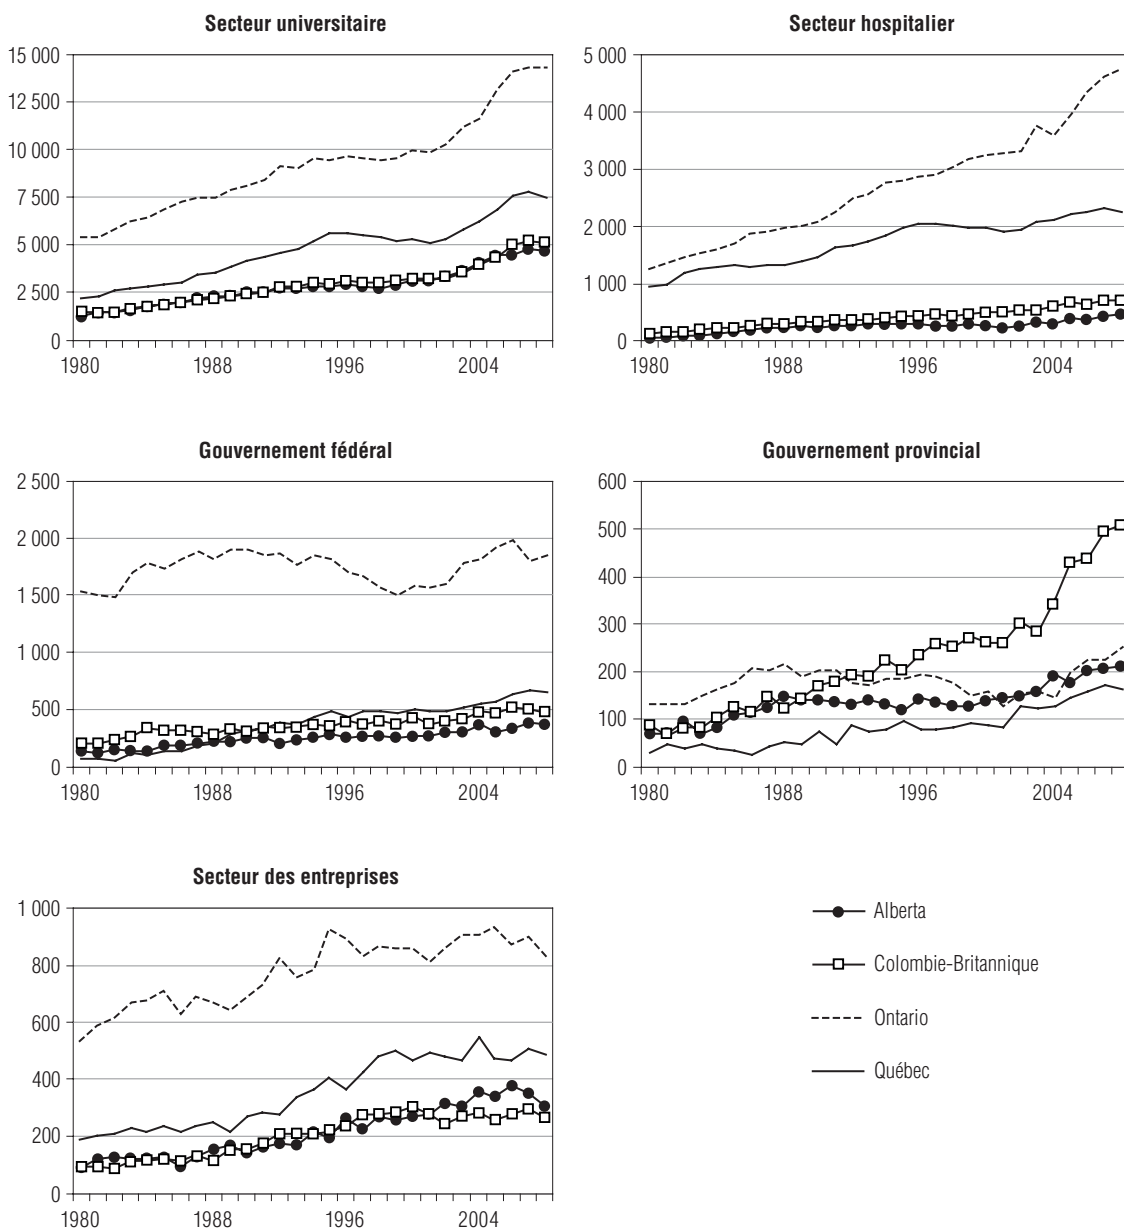 Secteur universitaire
15 000
12 500
10 000
7 500
5 000
2 500
0
1980 1988 1996 2004
Secteur hospitalier
5 000
4 000
3 000
2 000
1 000
0
1980 1988 1996 2004
Gouvernement fédéral
2 500
2 000
1 500
1 000
500
0
1980 1988 1996 2004
Gouvernement provincial
600
500
400
300
200
100
0
1980 1988 1996 2004
Secteur des entreprises
1 000
800
600
400
200
0
1980 1988 1996 2004
Alberta
Colombie-Britannique
Ontario
Québec